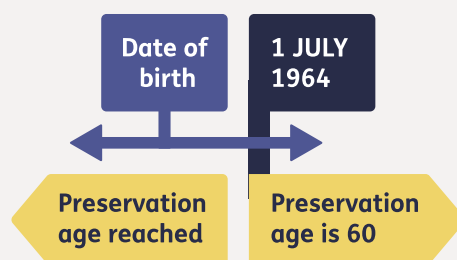 Date of
birth
1 JULY
1964
Preservation
age reached
Preservation
age is 60